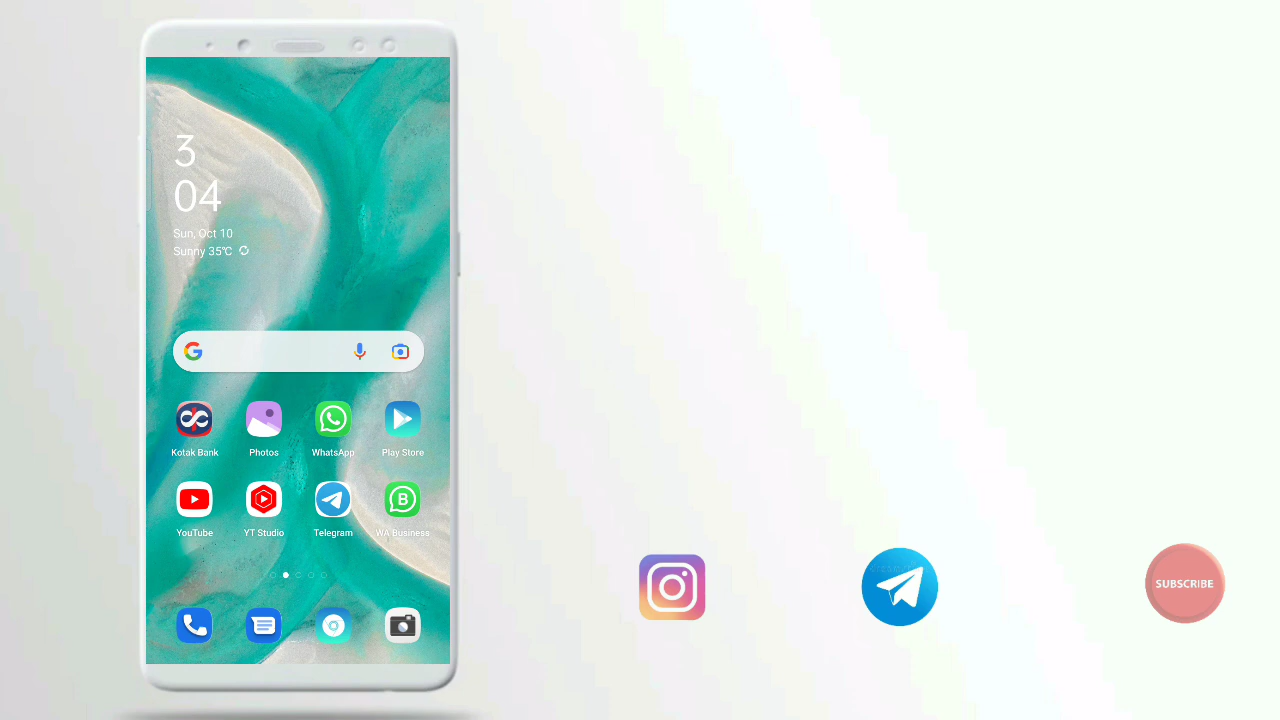 3
04
Sun, Oct 10
Sunny 35°C
Kotak Bank
Photos
WhatsApp
Play Store
YouTube
YT Studio
Telegram
WA Business
SUBSCRIBE